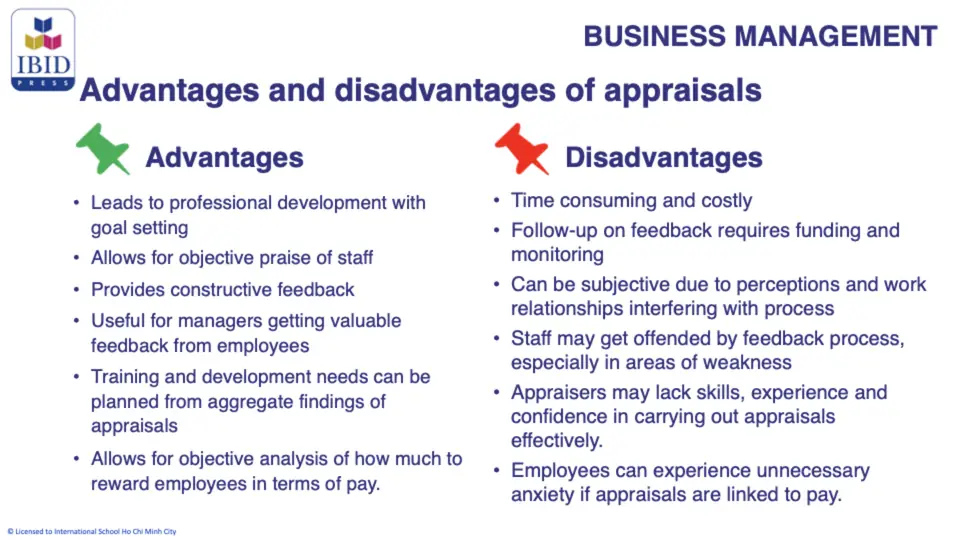 IBID
PRESS
BUSINESS MANAGEMENT
Advantages and disadvantages of appraisals
Advantages
• Leads to professional development with
goal setting
• Allows for objective praise of staff
• Provides constructive feedback
• Useful for managers getting valuable
feedback from employees
• Training and development needs can be
planned from aggregate findings of
appraisals
• Allows for objective analysis of how much to
reward employees in terms of pay.
Disadvantages
• Time consuming and costly
• Follow-up on feedback requires funding and
monitoring
• Can be subjective due to perceptions and work
relationships interfering with process
• Staff may get offended by feedback process,
especially in areas of weakness
• Appraisers may lack skills, experience and
confidence in carrying out appraisals
effectively.
• Employees can experience unnecessary
anxiety if appraisals are linked to pay.
© Licensed to International School Ho Chi Minh City